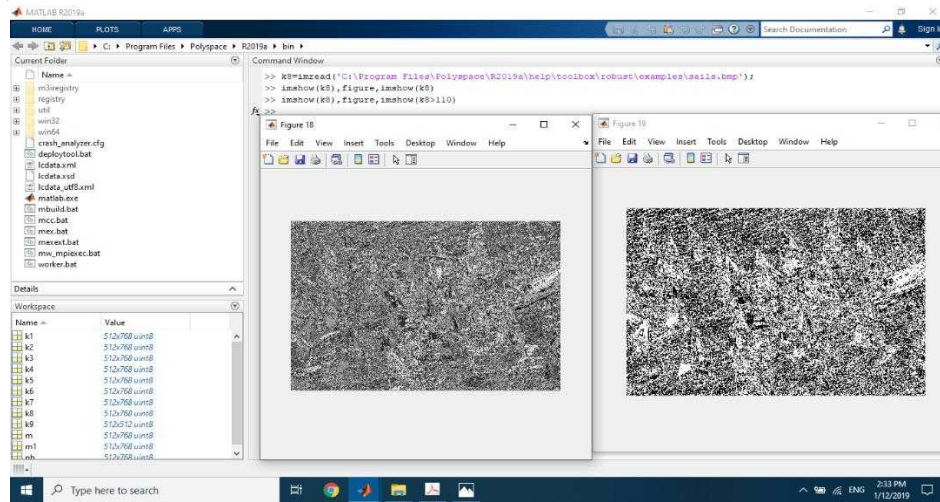 MATLAB R2019a
HOME PLOTS APPS
Search Documentation
Sign In
C: ▸ Program Files ▸ Polyspace ▸ R2019a ▸ bin ▸
Current Folder
Name
m3iregistry
registry
util
win32
win64
crash_analyzer.cfg
deploytool.bat
lcdata.xml
lcdata.xsd
lcdata_utf8.xml
matlab.exe
mbuild.bat
mcc.bat
mex.bat
mexext.bat
mw_mpiexec.bat
worker.bat
Details
Workspace
Name Value
k1 512x768 uint8
k2 512x768 uint8
k3 512x768 uint8
k4 512x768 uint8
k5 512x768 uint8
k6 512x768 uint8
k7 512x768 uint8
k8 512x768 uint8
k9 512x512 uint8
m 512x768 uint8
m1 512x768 uint8
512x768 uint8
Command Window
>> k8=imread('C:\Program Files\Polyspace\R2019a\help\toolbox\robust\examples\sails.bmp');
>> imshow(k8),figure,imshow(k8)
>> imshow(k8),figure,imshow(k8>110)
fx >>
Figure 18
File Edit View Insert Tools Desktop Window Help
Figure 19
File Edit View Insert Tools Desktop Window Help
Type here to search
ENG
2:33 PM
1/12/2019